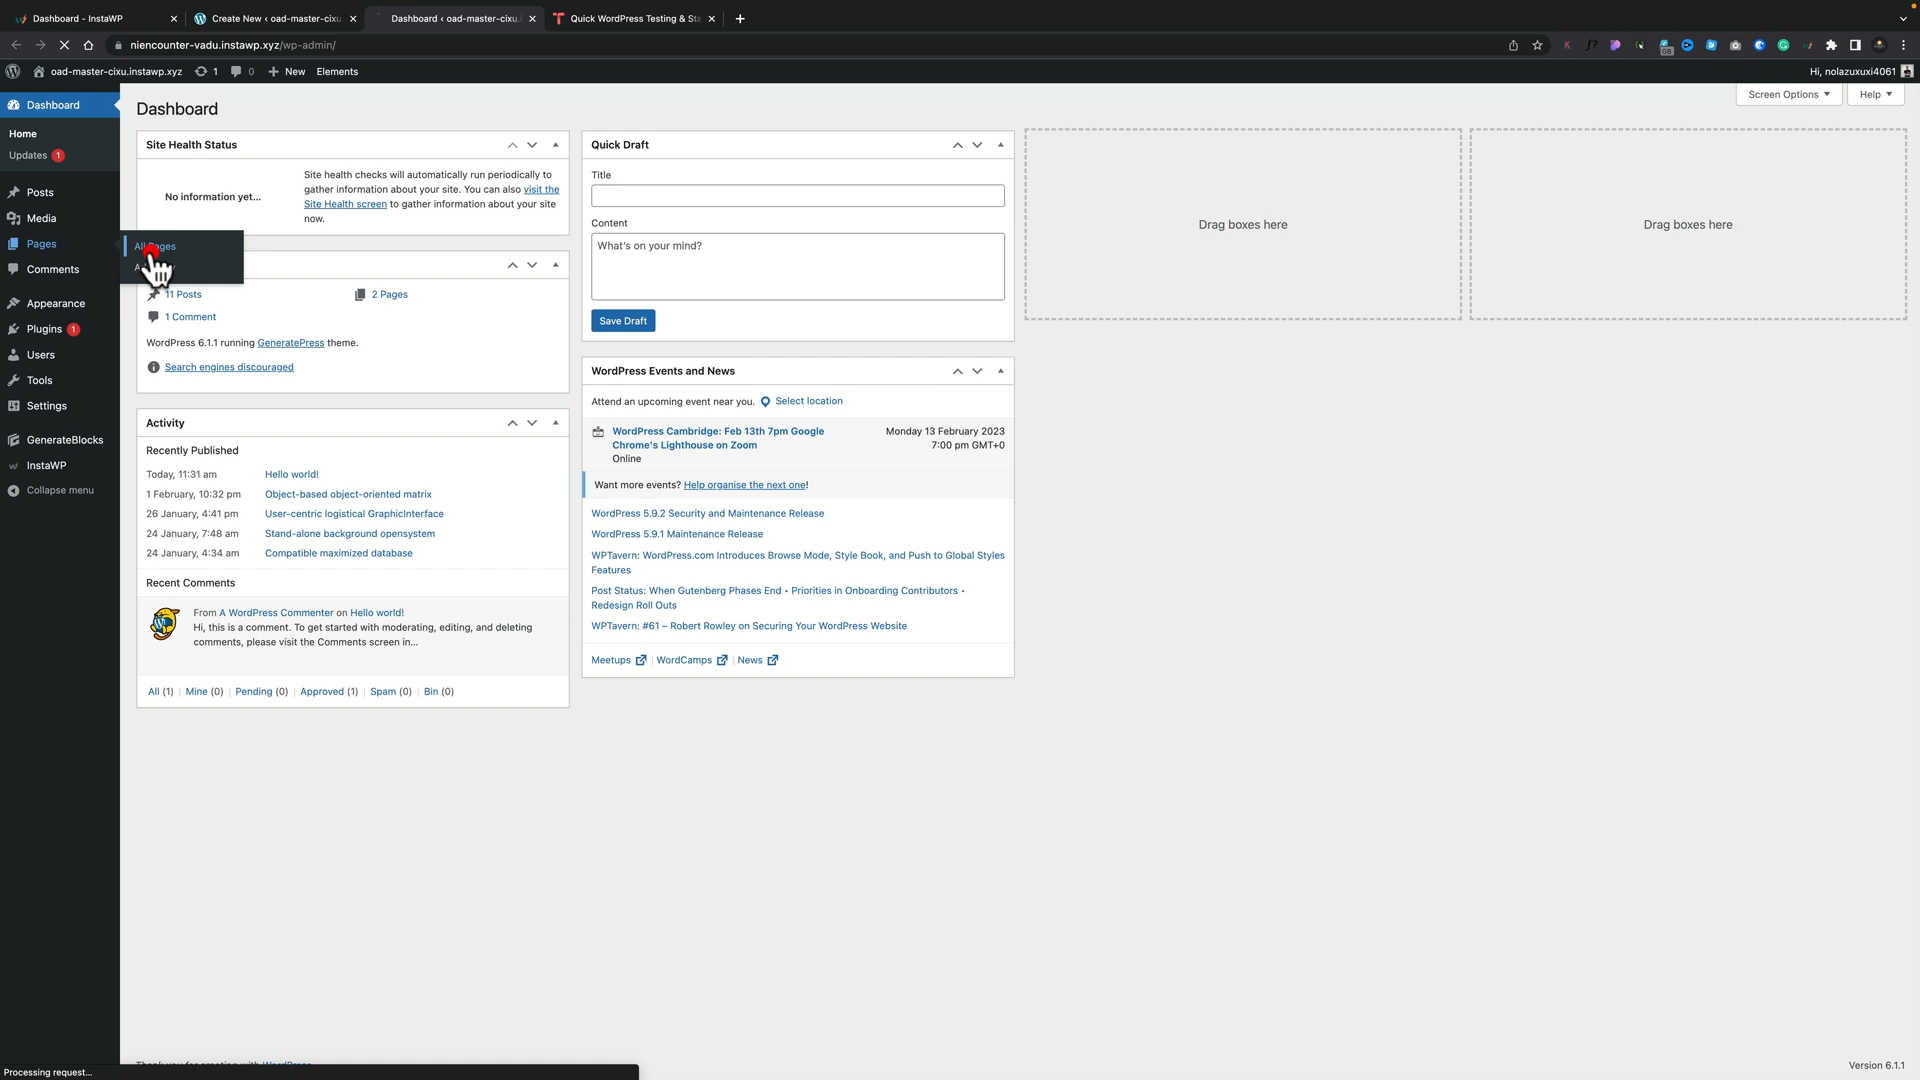 Dashboard - InstaWP
Create New ‹ oad-master-cixu
Dashboard ‹ oad-master-cixu.i
Quick WordPress Testing & Sta
niencounter-vadu.instawp.xyz/wp-admin/
oad-master-cixu.instawp.xyz
1
0
New
Elements
Hi, nolazuxuxi4061
Dashboard
Home
Updates 1
Posts
Media
Pages
All Pages
Comments
Appearance
Plugins 1
Users
Tools
Settings
GenerateBlocks
InstaWP
Collapse menu
Dashboard
Screen Options
Help
Site Health Status
No information yet...
Site health checks will automatically run periodically to
gather information about your site. You can also visit the
Site Health screen to gather information about your site
now.
11 Posts
2 Pages
1 Comment
WordPress 6.1.1 running GeneratePress theme.
Search engines discouraged
Activity
Recently Published
Today, 11:31 am Hello world!
1 February, 10:32 pm Object-based object-oriented matrix
26 January, 4:41 pm User-centric logistical GraphicInterface
24 January, 7:48 am Stand-alone background opensystem
24 January, 4:34 am Compatible maximized database
Recent Comments
From A WordPress Commenter on Hello world!
Hi, this is a comment. To get started with moderating, editing, and deleting
comments, please visit the Comments screen in...
All (1) | Mine (0) | Pending (0) | Approved (1) | Spam (0) | Bin (0)
Quick Draft
Title
Content
What's on your mind?
Save Draft
WordPress Events and News
Attend an upcoming event near you. Select location
WordPress Cambridge: Feb 13th 7pm Google
Chrome's Lighthouse on Zoom
Online
Monday 13 February 2023
7:00 pm GMT+0
Want more events? Help organise the next one!
WordPress 5.9.2 Security and Maintenance Release
WordPress 5.9.1 Maintenance Release
WPTavern: WordPress.com Introduces Browse Mode, Style Book, and Push to Global Styles
Features
Post Status: When Gutenberg Phases End • Priorities in Onboarding Contributors •
Redesign Roll Outs
WPTavern: #61 – Robert Rowley on Securing Your WordPress Website
Meetups | WordCamps | News
Drag boxes here
Drag boxes here
Processing request...
Version 6.1.1